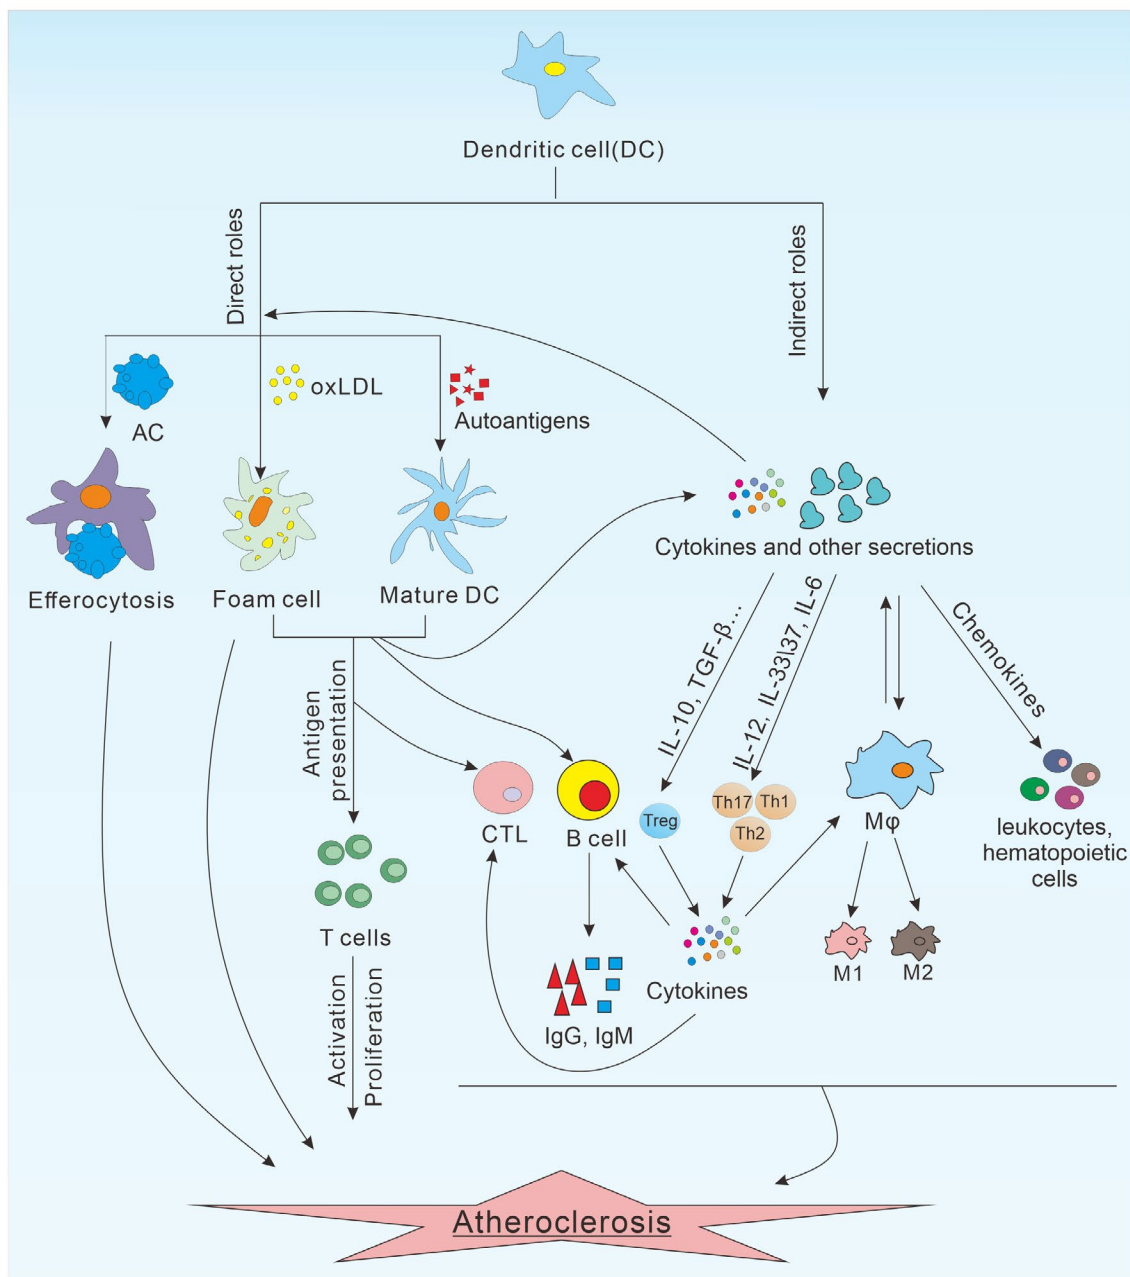 Dendritic cell(DC)
Direct roles
Indirect roles
AC
oxLDL
Autoantigens
Efferocytosis
Foam cell
Mature DC
Cytokines and other secretions
Antigen
presentation
IL-10, TGF-β...
IL-12, IL-33\37, IL-6
Chemokines
CTL
B cell
Treg
Th17
Th1
Th2
Mφ
leukocytes,
hematopoietic
cells
T cells
Cytokines
M1
M2
IgG, IgM
Activation
Proliferation
Atheroclerosis